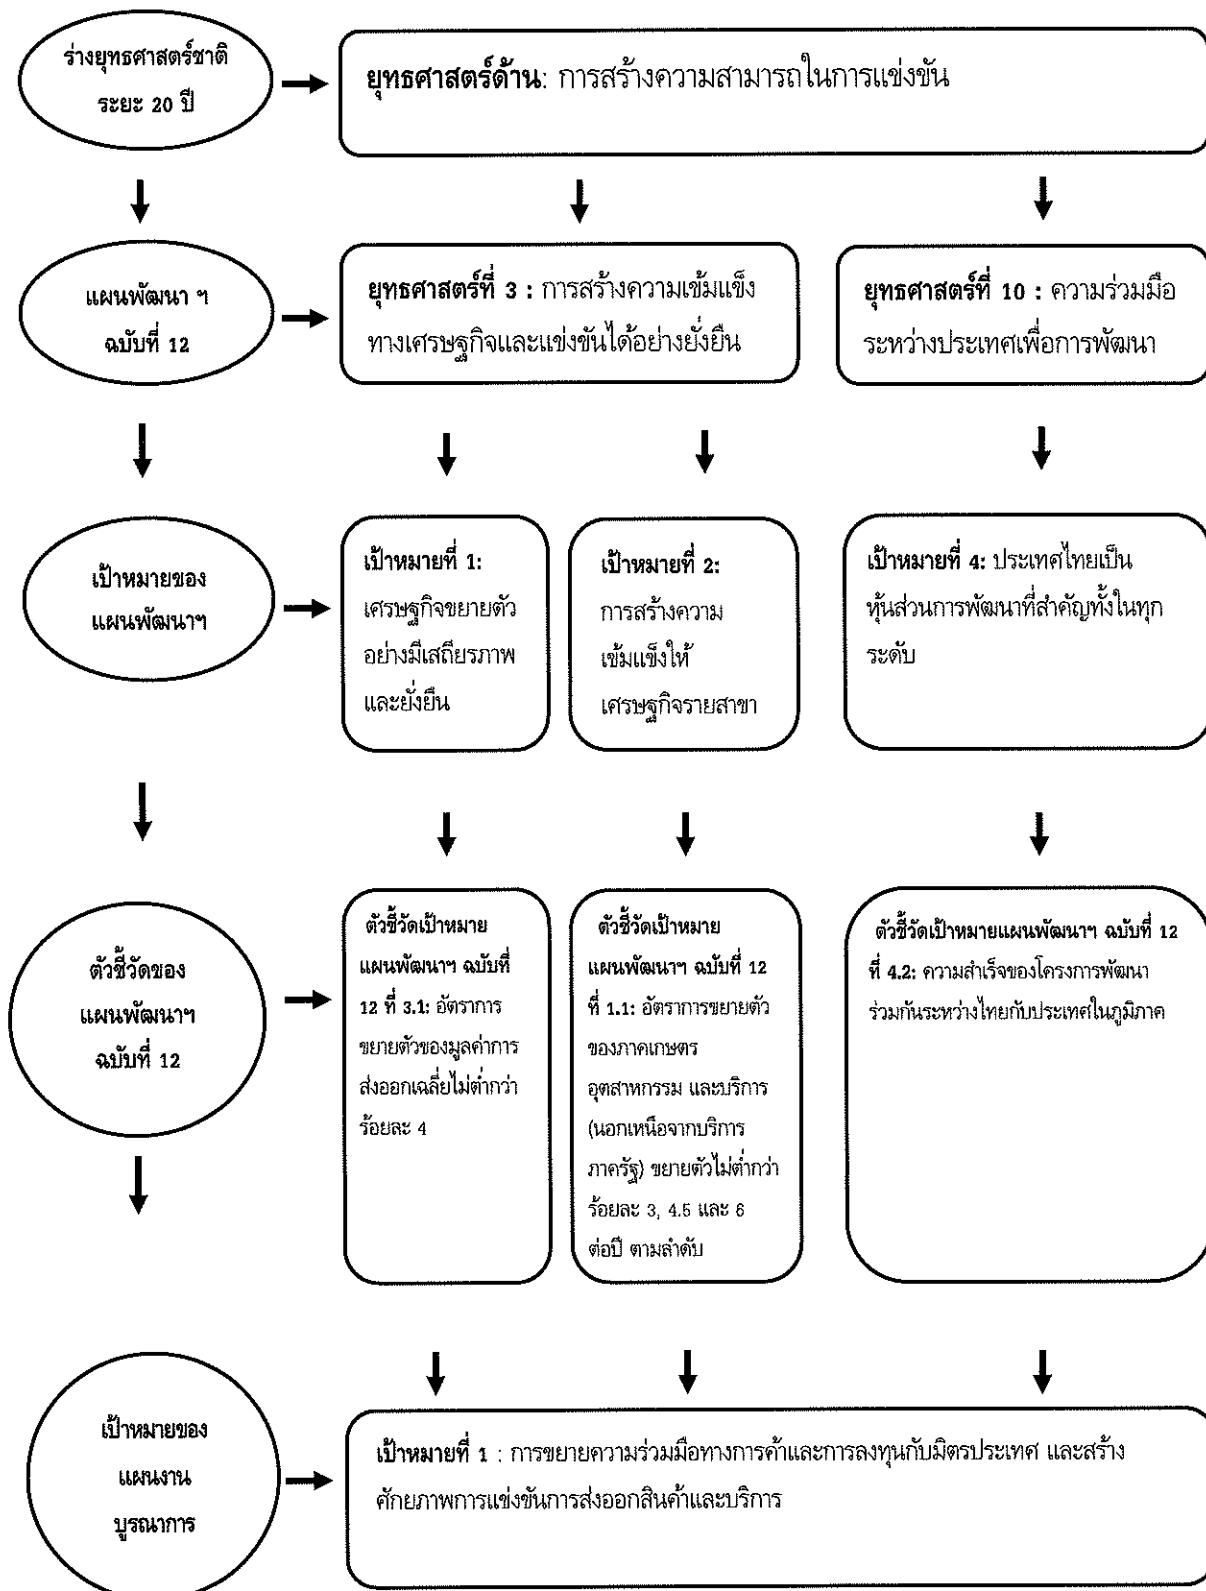 ร่างยุทธศาสตร์ชาติ
ระยะ 20 ปี
ยุทธศาสตร์ด้าน: การสร้างความสามารถในการแข่งขัน
แผนพัฒนา ฯ
ฉบับที่ 12
ยุทธศาสตร์ที่ 3 : การสร้างความเข้มแข็ง
ทางเศรษฐกิจและแข่งขันได้อย่างยั่งยืน
ยุทธศาสตร์ที่ 10 : ความร่วมมือ
ระหว่างประเทศเพื่อการพัฒนา
เป้าหมายของ
แผนพัฒนาฯ
เป้าหมายที่ 1:
เศรษฐกิจขยายตัว
อย่างมีเสถียรภาพ
และยั่งยืน
เป้าหมายที่ 2:
การสร้างความ
เข้มแข็งให้
เศรษฐกิจรายสาขา
เป้าหมายที่ 4: ประเทศไทยเป็น
หุ้นส่วนการพัฒนาที่สำคัญทั้งในทุก
ระดับ
ตัวชี้วัดของ
แผนพัฒนาฯ
ฉบับที่ 12
ตัวชี้วัดเป้าหมาย
แผนพัฒนาฯ ฉบับที่
12 ที่ 3.1: อัตราการ
ขยายตัวของมูลค่าการ
ส่งออกเฉลี่ยไม่ต่ำกว่า
ร้อยละ 4
ตัวชี้วัดเป้าหมาย
แผนพัฒนาฯ ฉบับที่ 12
ที่ 1.1: อัตราการขยายตัว
ของภาคเกษตร
อุตสาหกรรม และบริการ
(นอกเหนือจากบริการ
ภาครัฐ) ขยายตัวไม่ต่ำกว่า
ร้อยละ 3, 4.5 และ 6
ต่อปี ตามลำดับ
ตัวชี้วัดเป้าหมายแผนพัฒนาฯ ฉบับที่ 12
ที่ 4.2: ความสำเร็จของโครงการพัฒนา
ร่วมกันระหว่างไทยกับประเทศในภูมิภาค
เป้าหมายของ
แผนงาน
บูรณาการ
เป้าหมายที่ 1 : การขยายความร่วมมือทางการค้าและการลงทุนกับมิตรประเทศ และสร้าง
ศักยภาพการแข่งขันการส่งออกสินค้าและบริการ